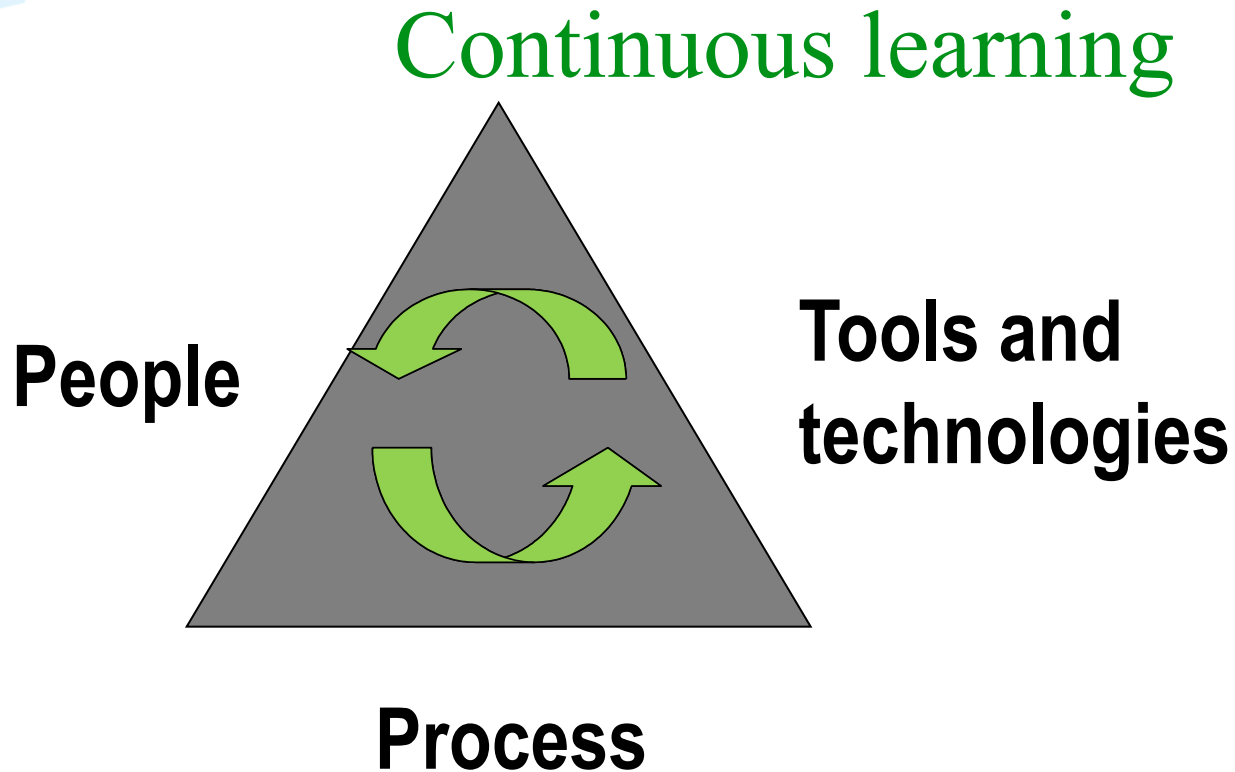 Continuous learning
People
Tools and
technologies
Process